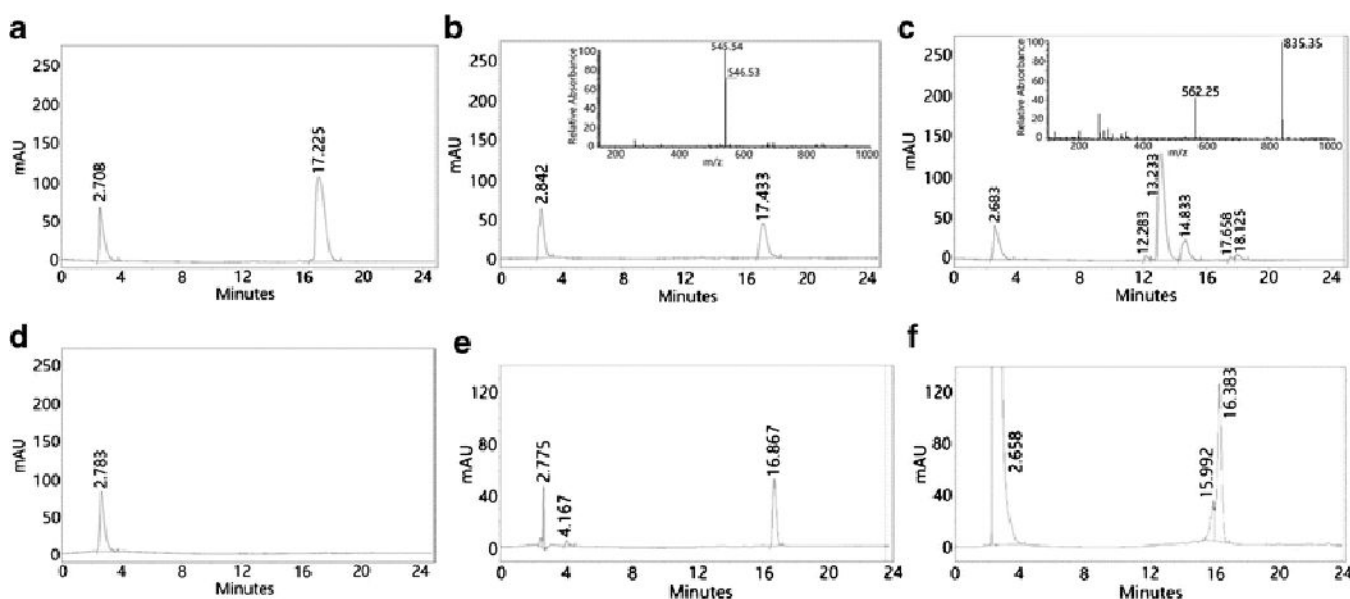 a
250
200
150
100
50
0
mAU
2.708
17.225
0 4 8 12 16 20 24
Minutes
b
250
200
150
100
50
0
mAU
2.842
17.433
0 4 8 12 16 20 24
Minutes
100
80
60
40
20
0
Relative Absorbance
545.54
546.53
200 400 600 800 1000
m/z
c
250
200
150
100
50
0
mAU
2.683
12.283
13.233
14.833
17.658
18.125
0 4 8 12 16 20 24
Minutes
100
80
60
40
20
0
Relative Absorbance
835.35
562.25
200 400 600 800 1000
m/z
d
250
200
150
100
50
0
mAU
2.783
0 4 8 12 16 20 24
Minutes
e
120
80
40
0
mAU
2.775
4.167
16.867
0 4 8 12 16 20 24
Minutes
f
120
80
40
0
mAU
2.658
15.992
16.383
0 4 8 12 16 20 24
Minutes